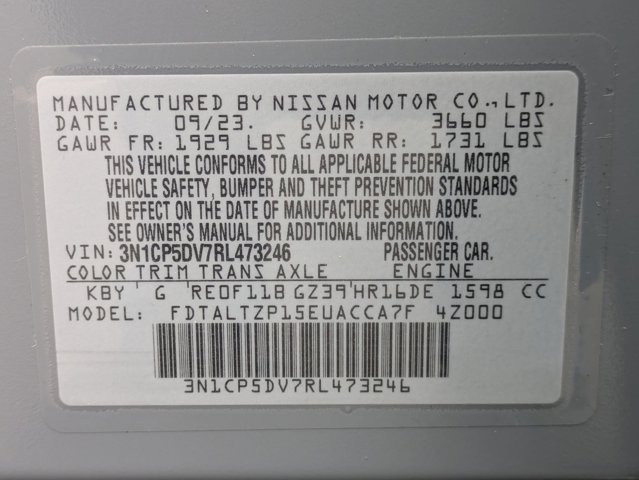 MANUFACTURED BY NISSAN MOTOR CO.,LTD.
DATE: 09/23. GVWR: 3660 LBS
GAWR FR: 1929 LBS GAWR RR: 1731 LBS
THIS VEHICLE CONFORMS TO ALL APPLICABLE FEDERAL MOTOR
VEHICLE SAFETY, BUMPER AND THEFT PREVENTION STANDARDS
IN EFFECT ON THE DATE OF MANUFACTURE SHOWN ABOVE.
SEE OWNER'S MANUAL FOR ADDITIONAL INFORMATION.
VIN: 3N1CP5DV7RL473246 PASSENGER CAR.
COLOR TRIM TRANS AXLE ENGINE
KBY G RE0F11B GZ39 HR16DE 1598 CC
MODEL: FDTALTZP15EUACCA7F 4Z000
3N1CP5DV7RL473246